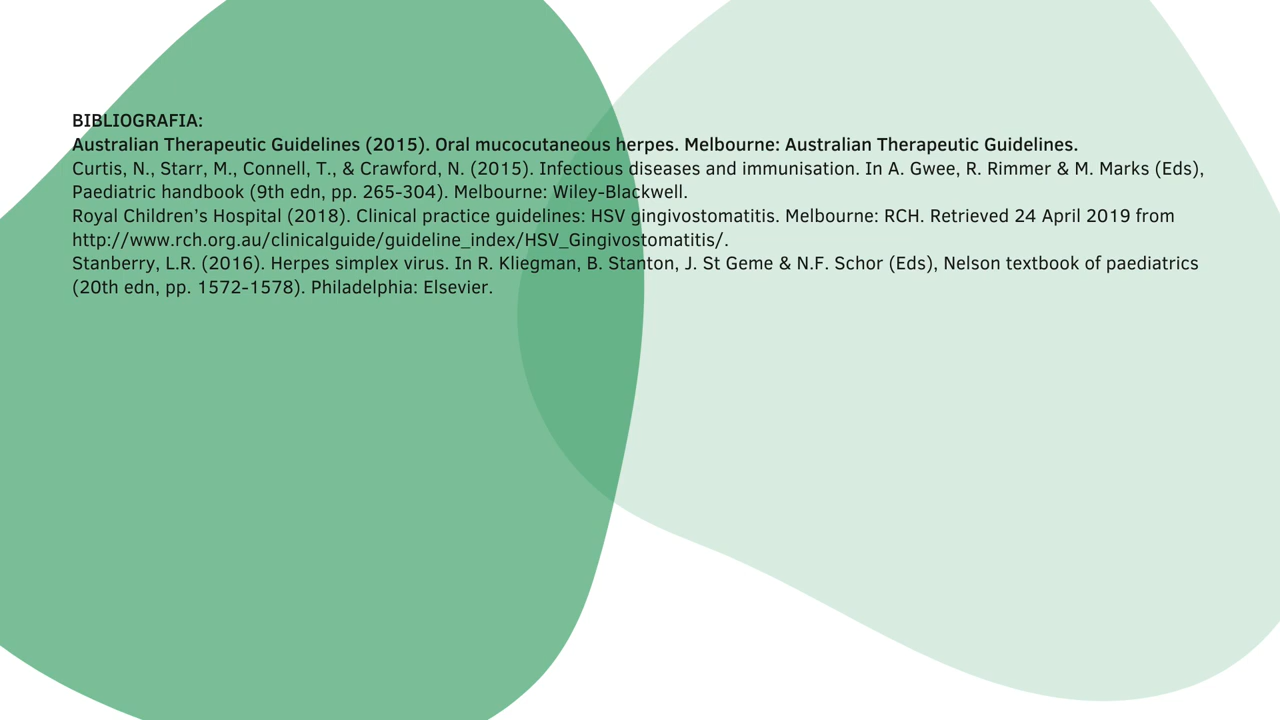 BIBLIOGRAFIA:
Australian Therapeutic Guidelines (2015). Oral mucocutaneous herpes. Melbourne: Australian Therapeutic Guidelines.
Curtis, N., Starr, M., Connell, T., & Crawford, N. (2015). Infectious diseases and immunisation. In A. Gwee, R. Rimmer & M. Marks (Eds),
Paediatric handbook (9th edn, pp. 265-304). Melbourne: Wiley-Blackwell.
Royal Children's Hospital (2018). Clinical practice guidelines: HSV gingivostomatitis. Melbourne: RCH. Retrieved 24 April 2019 from
http://www.rch.org.au/clinicalguide/guideline_index/HSV_Gingivostomatitis/.
Stanberry, L.R. (2016). Herpes simplex virus. In R. Kliegman, B. Stanton, J. St Geme & N.F. Schor (Eds), Nelson textbook of paediatrics
(20th edn, pp. 1572-1578). Philadelphia: Elsevier.